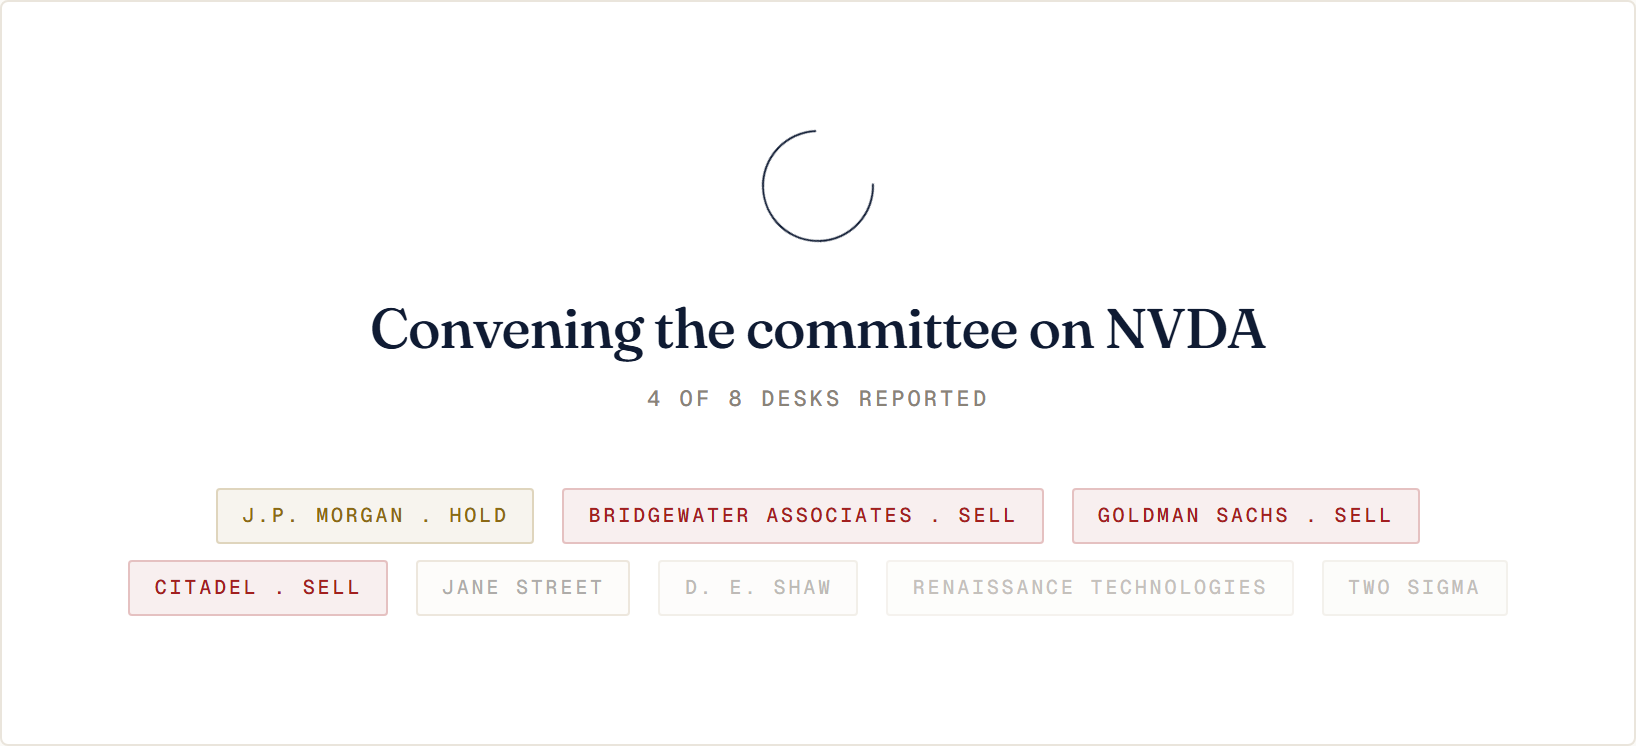 Convening the committee on NVDA
4 OF 8 DESKS REPORTED
J.P. MORGAN . HOLD
BRIDGEWATER ASSOCIATES . SELL
GOLDMAN SACHS . SELL
CITADEL . SELL
JANE STREET
D. E. SHAW
RENAISSANCE TECHNOLOGIES
TWO SIGMA